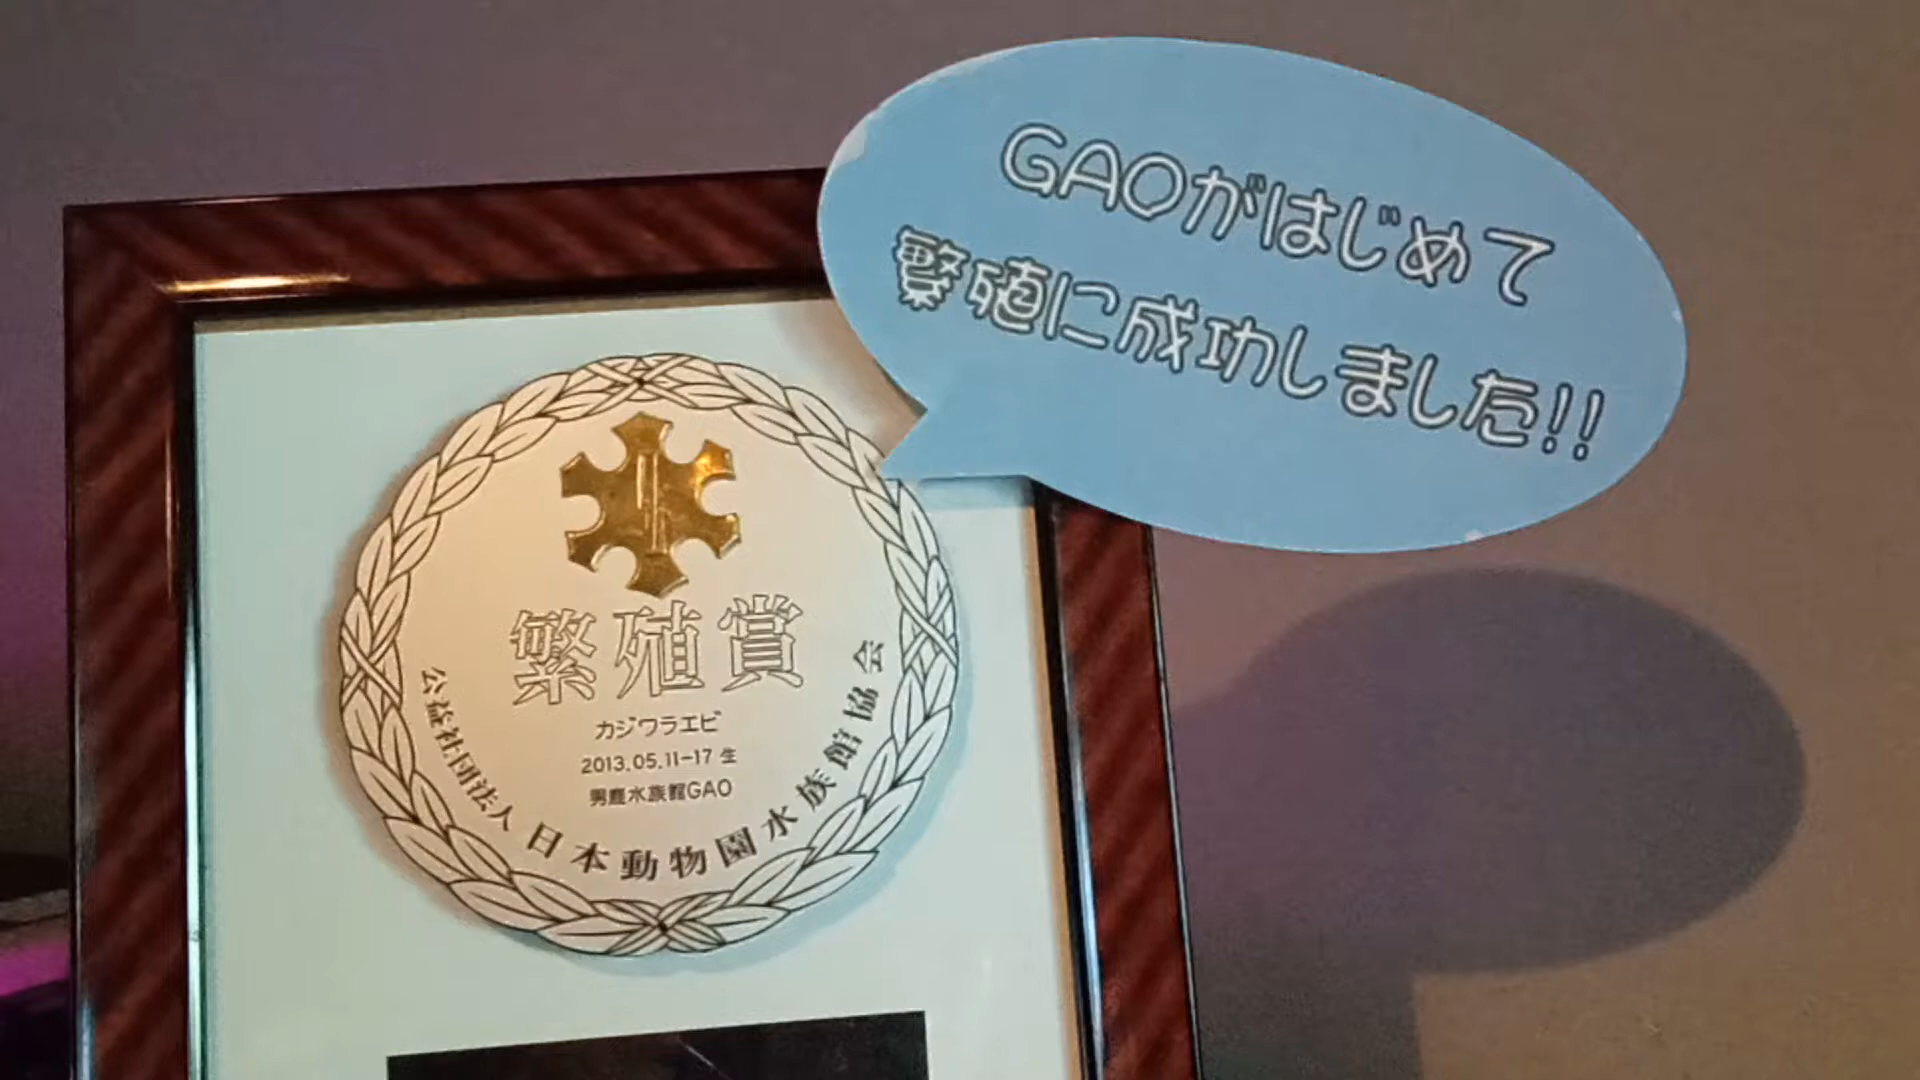 GAOがはじめて
繁殖に成功しました!!
繁殖賞
カジワラエビ
2013.05.11-17 生
男鹿水族館GAO
公益社団法人 日本動物園水族館協会